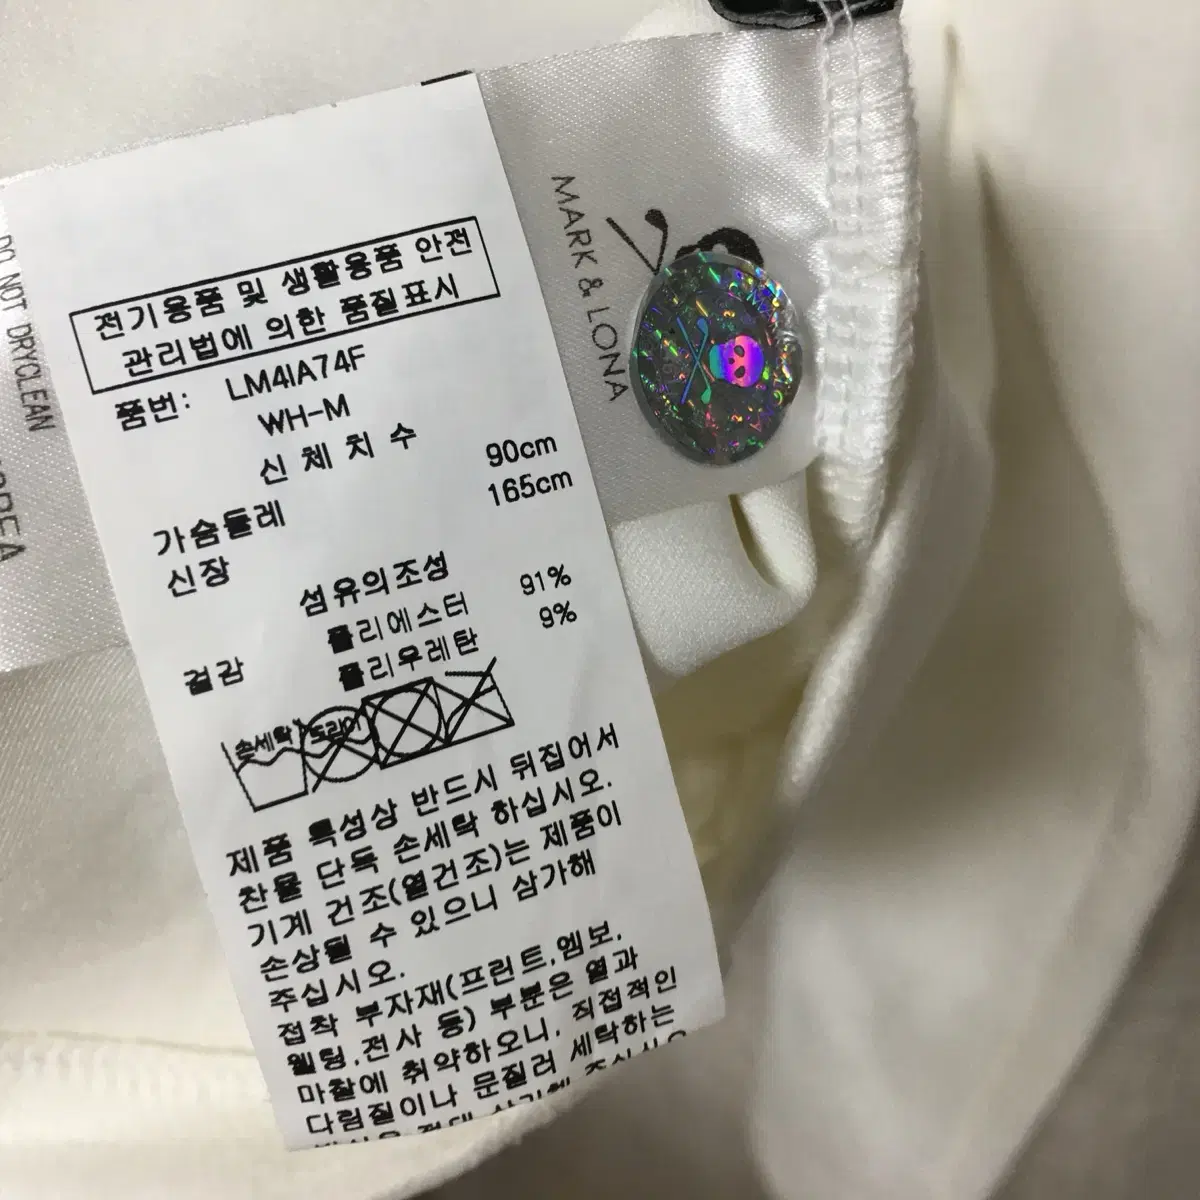 DO NOT DRYCLEAN
MARK & LONA
전기용품 및 생활용품 안전
관리법에 의한 품질표시
품번: LM4IA74F
WH-M
신 체 치 수
가슴둘레 90cm
신장 165cm
섬유의조성
폴리에스터 91%
겉감 폴리우레탄 9%
손세탁 드라이
제품 특성상 반드시 뒤집어서
찬물 단독 손세탁 하십시오.
기계 건조(열건조)는 제품이
손상될 수 있으니 삼가해
주십시오.
접착 부자재(프린트,엠보,
웰팅,전사 등) 부분은 열과
마찰에 취약하오니, 직접적인
다림질이나 문질러 세탁하는